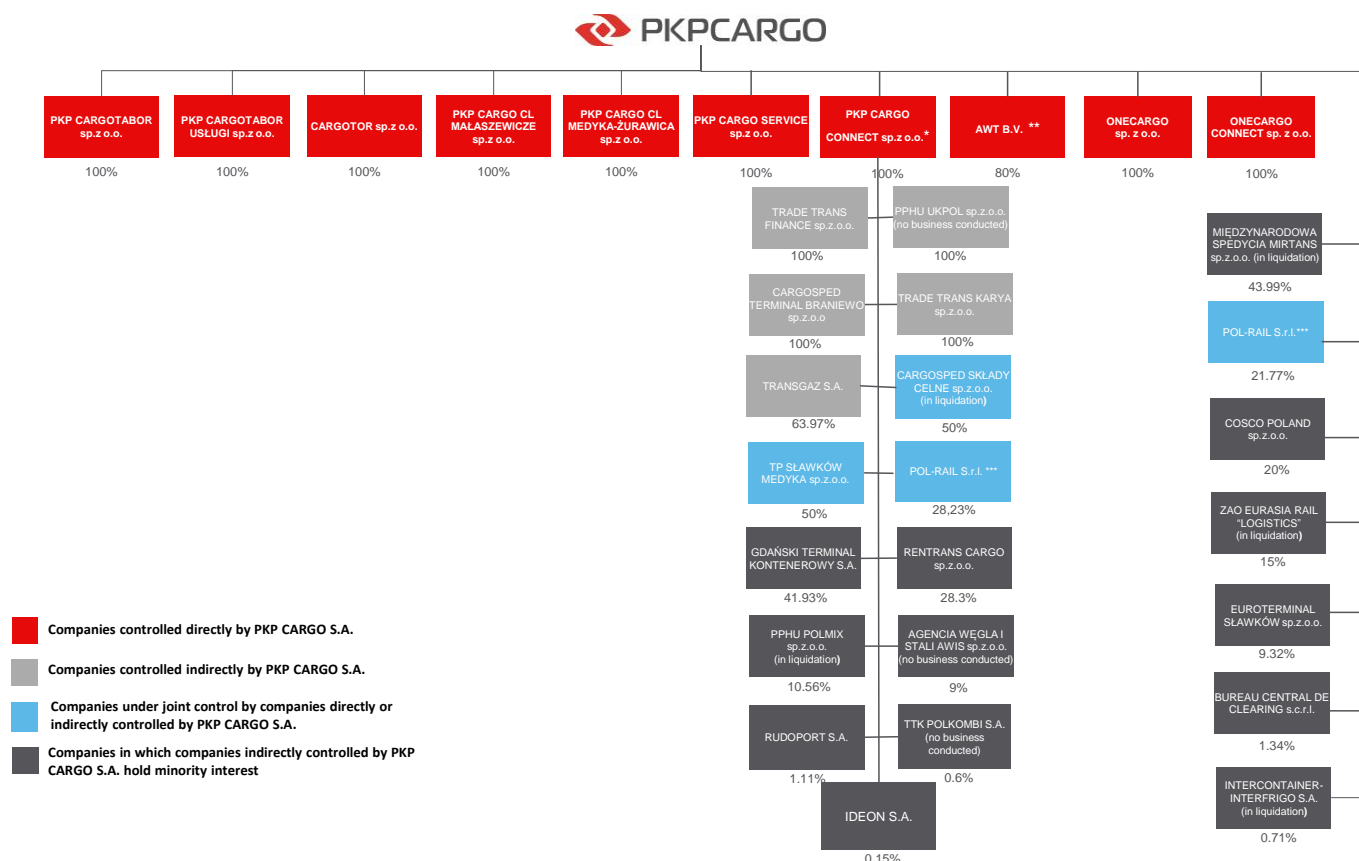 PKPCARGO
PKP CARGOTABOR
sp.z o.o.
100%
PKP CARGOTABOR
USŁUGI sp.z o.o.
100%
CARGOTOR sp.z o.o.
100%
PKP CARGO CL
MAŁASZEWICZE
sp.z o.o.
100%
PKP CARGO CL
MEDYKA-ŻURAWICA
sp.z o.o.
100%
PKP CARGO SERVICE
sp.z o.o.
100%
PKP CARGO
CONNECT sp.z o.o.*
100%
AWT B.V. **
80%
ONECARGO
sp. z o.o.
100%
ONECARGO
CONNECT sp. z o.o.
100%
TRADE TRANS
FINANCE sp.z.o.o.
100%
PPHU UKPOL sp.z.o.o.
(no business conducted)
100%
CARGOSPED
TERMINAL BRANIEWO
sp.z.o.o
100%
TRADE TRANS KARYA
sp.z.o.o.
100%
TRANSGAZ S.A.
63.97%
CARGOSPED SKŁADY
CELNE sp.z.o.o.
(in liquidation)
50%
TP SŁAWKÓW
MEDYKA sp.z.o.o.
50%
POL-RAIL S.r.l. ***
28,23%
GDAŃSKI TERMINAL
KONTENEROWY S.A.
41.93%
RENTRANS CARGO
sp.z.o.o.
28.3%
PPHU POLMIX
sp.z.o.o.
(in liquidation)
10.56%
AGENCIA WĘGLA I
STALI AWIS sp.z.o.o.
(no business conducted)
9%
RUDOPORT S.A.
1.11%
TTK POLKOMBI S.A.
(no business
conducted)
0.6%
IDEON S.A.
0.15%
MIĘDZYNARODOWA
SPEDYCIA MIRTANS
sp.z.o.o. (in liquidation)
43.99%
POL-RAIL S.r.l.***
21.77%
COSCO POLAND
sp.z.o.o.
20%
ZAO EURASIA RAIL
“LOGISTICS”
(in liquidation)
15%
EUROTERMINAL
SŁAWKÓW sp.z.o.o.
9.32%
BUREAU CENTRAL DE
CLEARING s.c.r.l.
1.34%
INTERCONTAINER-
INTERFRIGO S.A.
(in liquidation)
0.71%
Companies controlled directly by PKP CARGO S.A.
Companies controlled indirectly by PKP CARGO S.A.
Companies under joint control by companies directly or
indirectly controlled by PKP CARGO S.A.
Companies in which companies indirectly controlled by PKP
CARGO S.A. hold minority interest